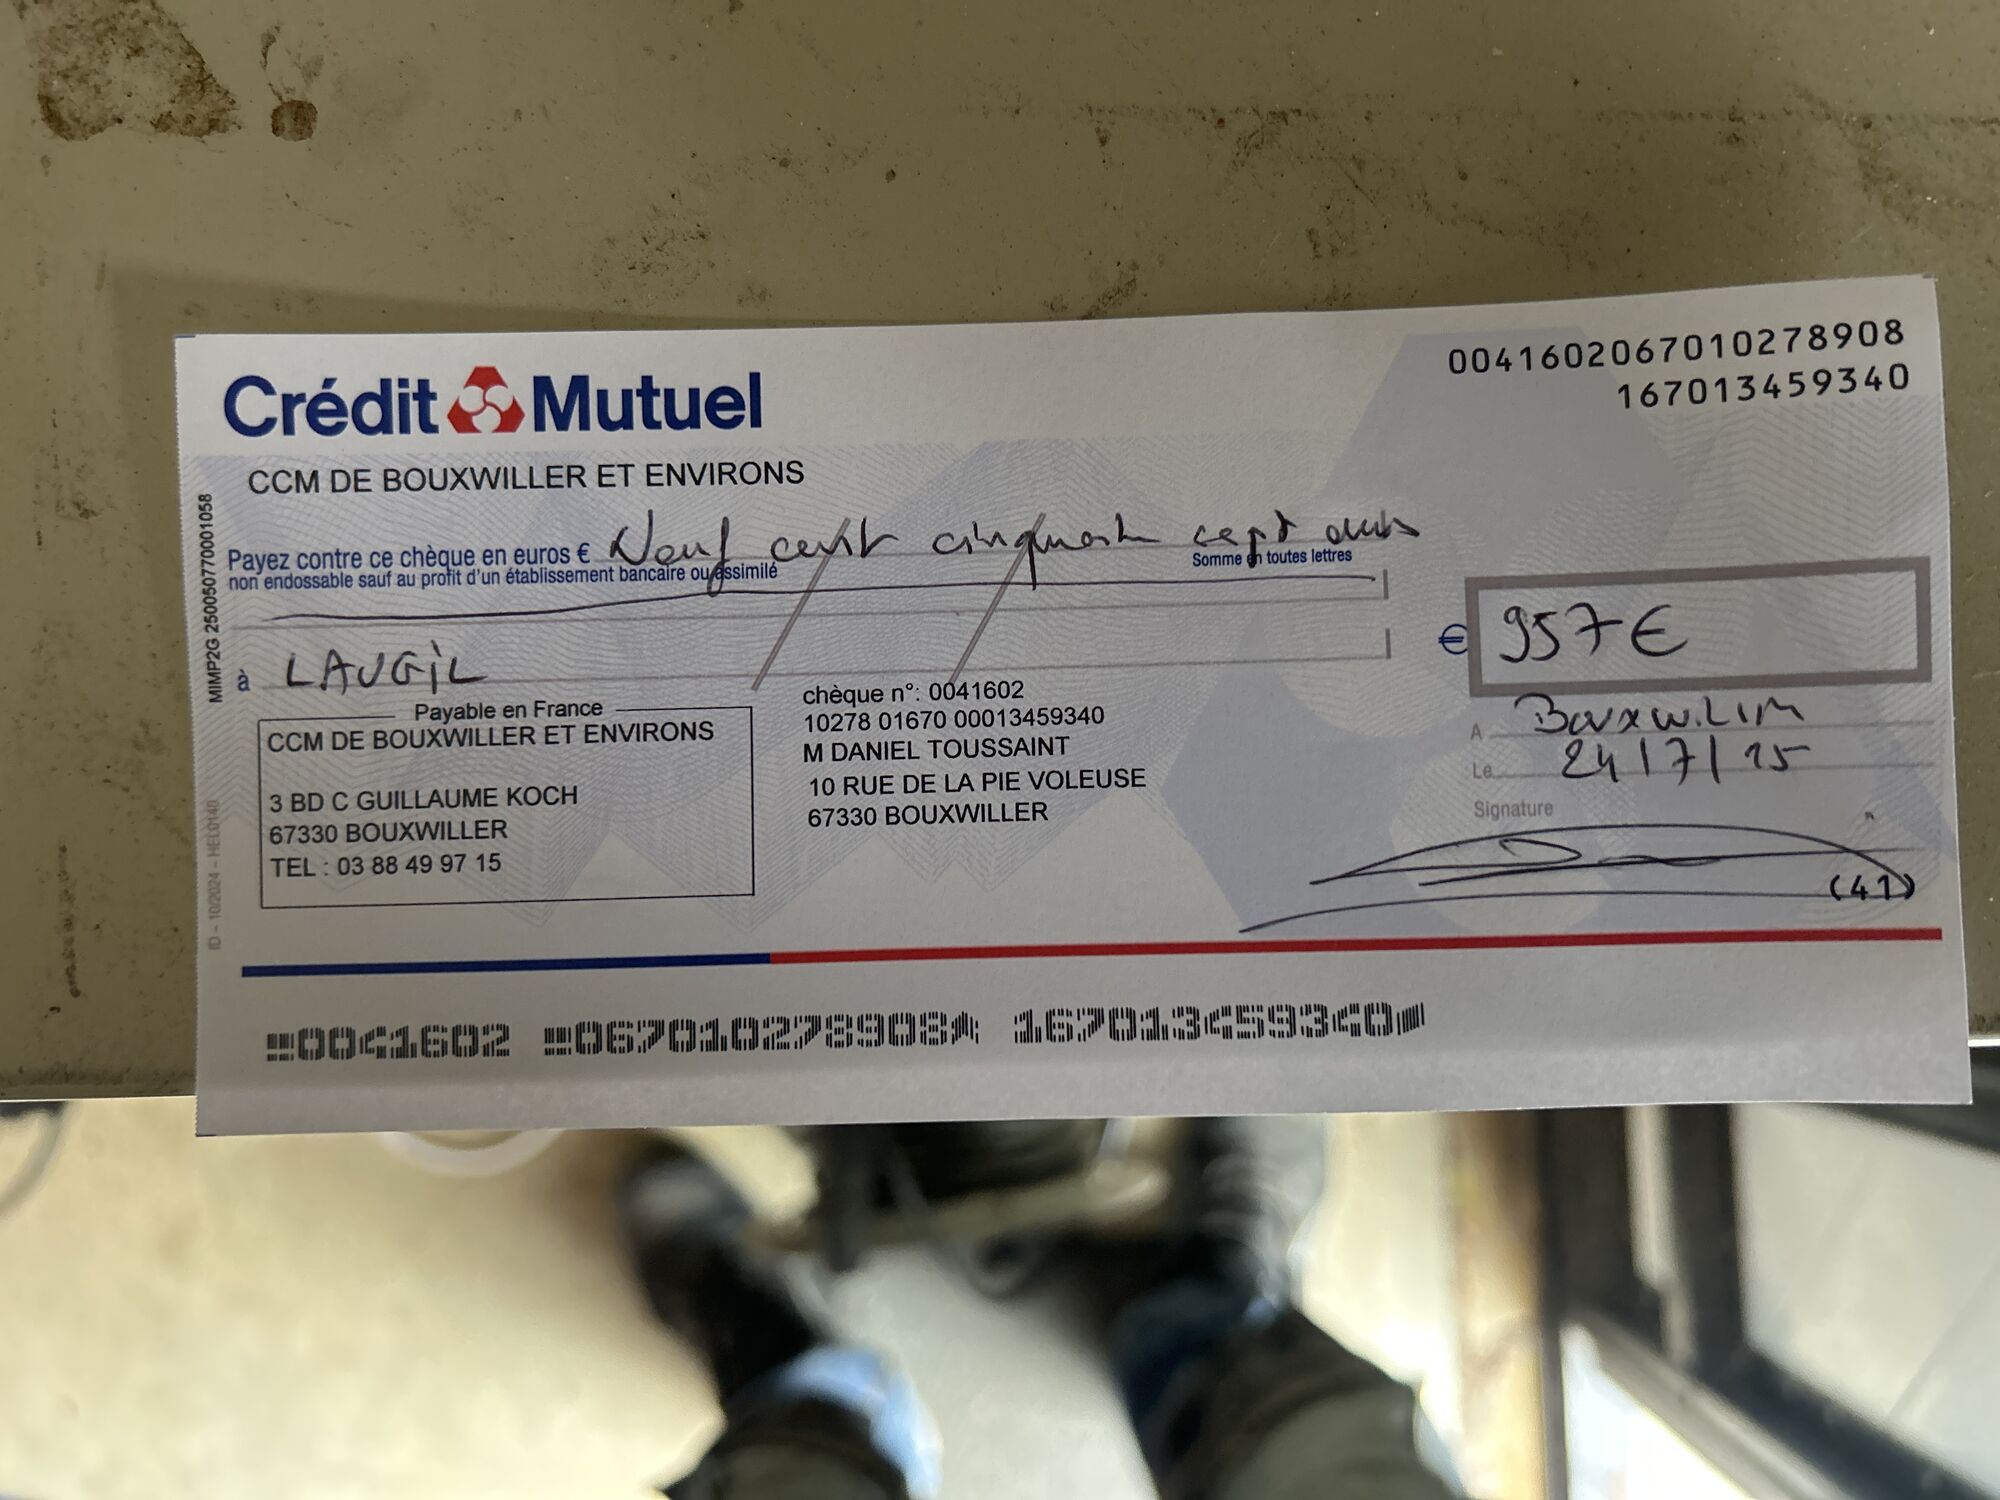 0041602067010278908
167013459340
Crédit Mutuel
CCM DE BOUXWILLER ET ENVIRONS
Payez contre ce chèque en euros € Neuf cent cinquante sept euros
non endossable sauf au profit d'un établissement bancaire ou assimilé
Somme en toutes lettres
€ 957 €
à LAUGIL
Payable en France
CCM DE BOUXWILLER ET ENVIRONS
3 BD C GUILLAUME KOCH
67330 BOUXWILLER
TEL : 03 88 49 97 15
chèque n°: 0041602
10278 01670 00013459340
M DANIEL TOUSSAINT
10 RUE DE LA PIE VOLEUSE
67330 BOUXWILLER
A
Le 24/7/25
Signature
(41)
MIMP2G 250050770001058
ID - 10/2024 - HEL0140
0041602 067010278908 167013459340